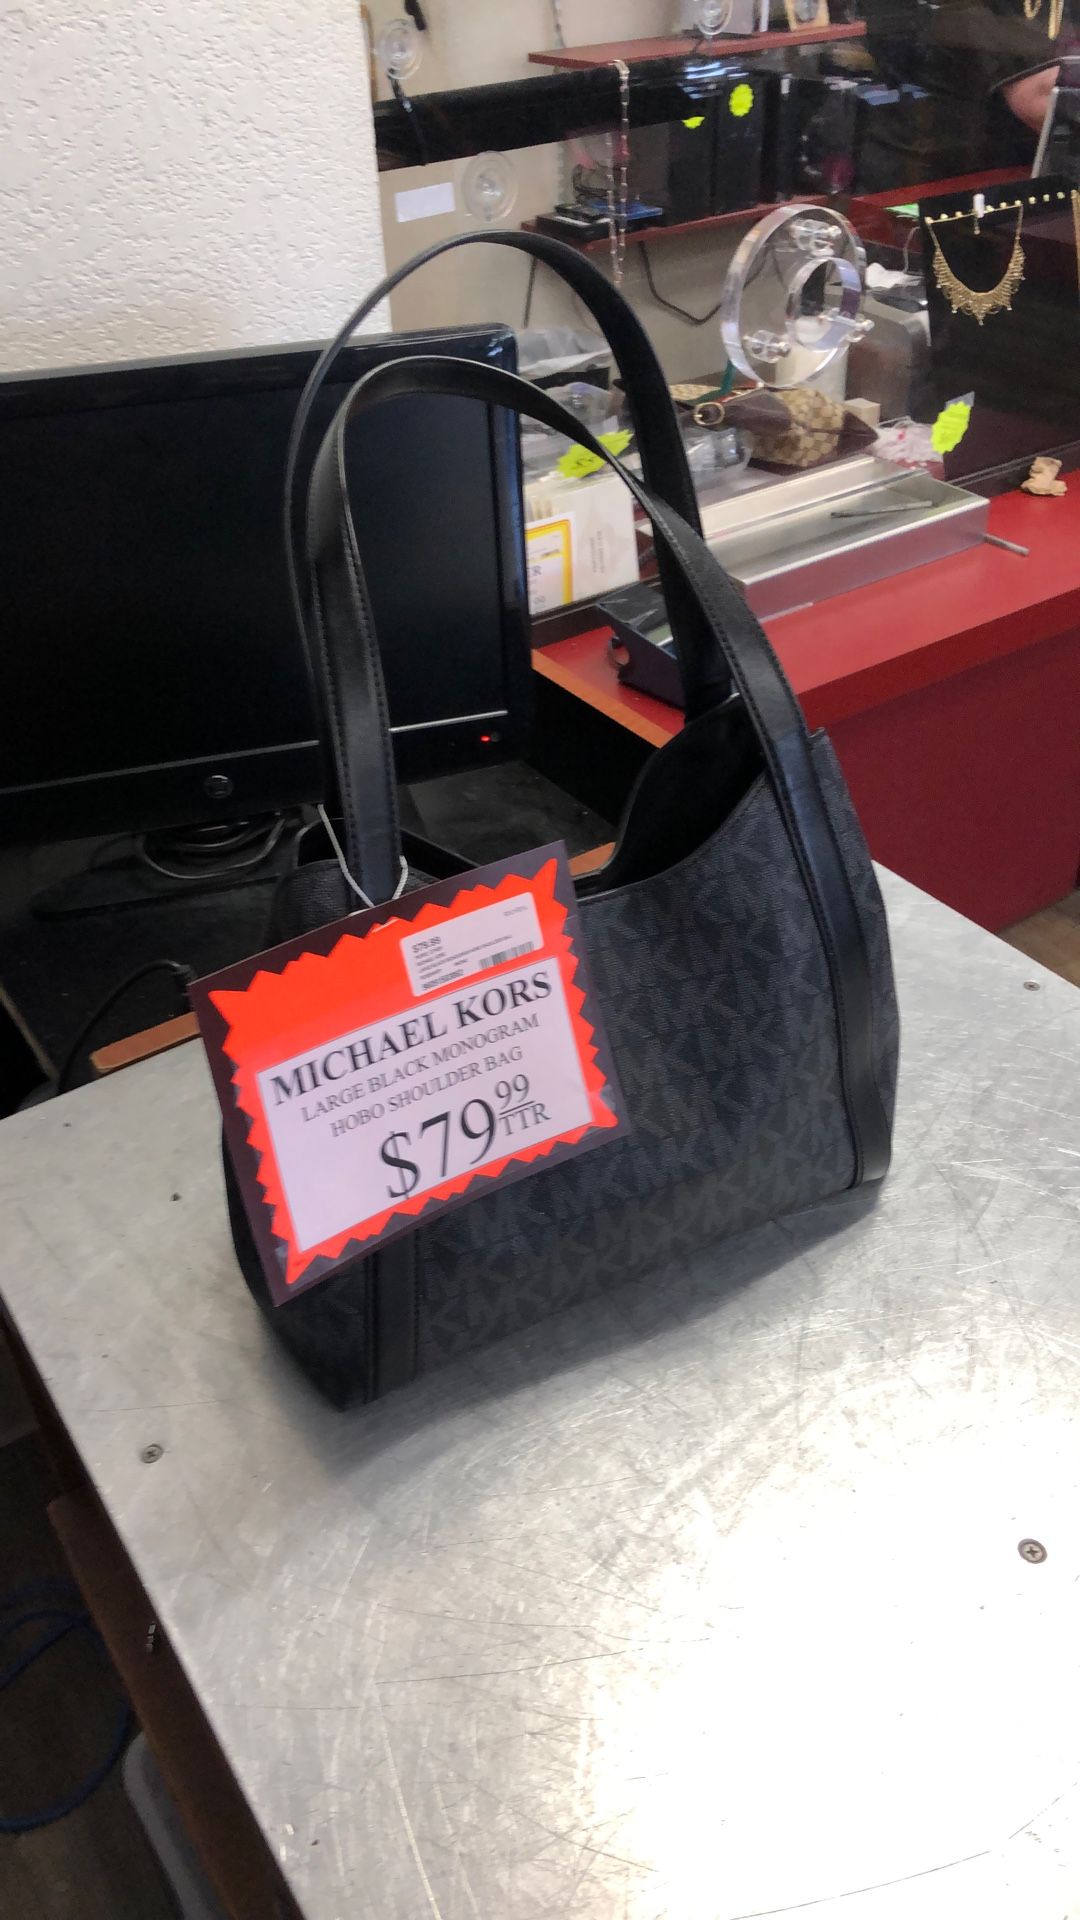 $79.99
MICHAEL KORS
LARGE BLACK MONOGRAM
HOBO SHOULDER BAG
$79.99
TTR